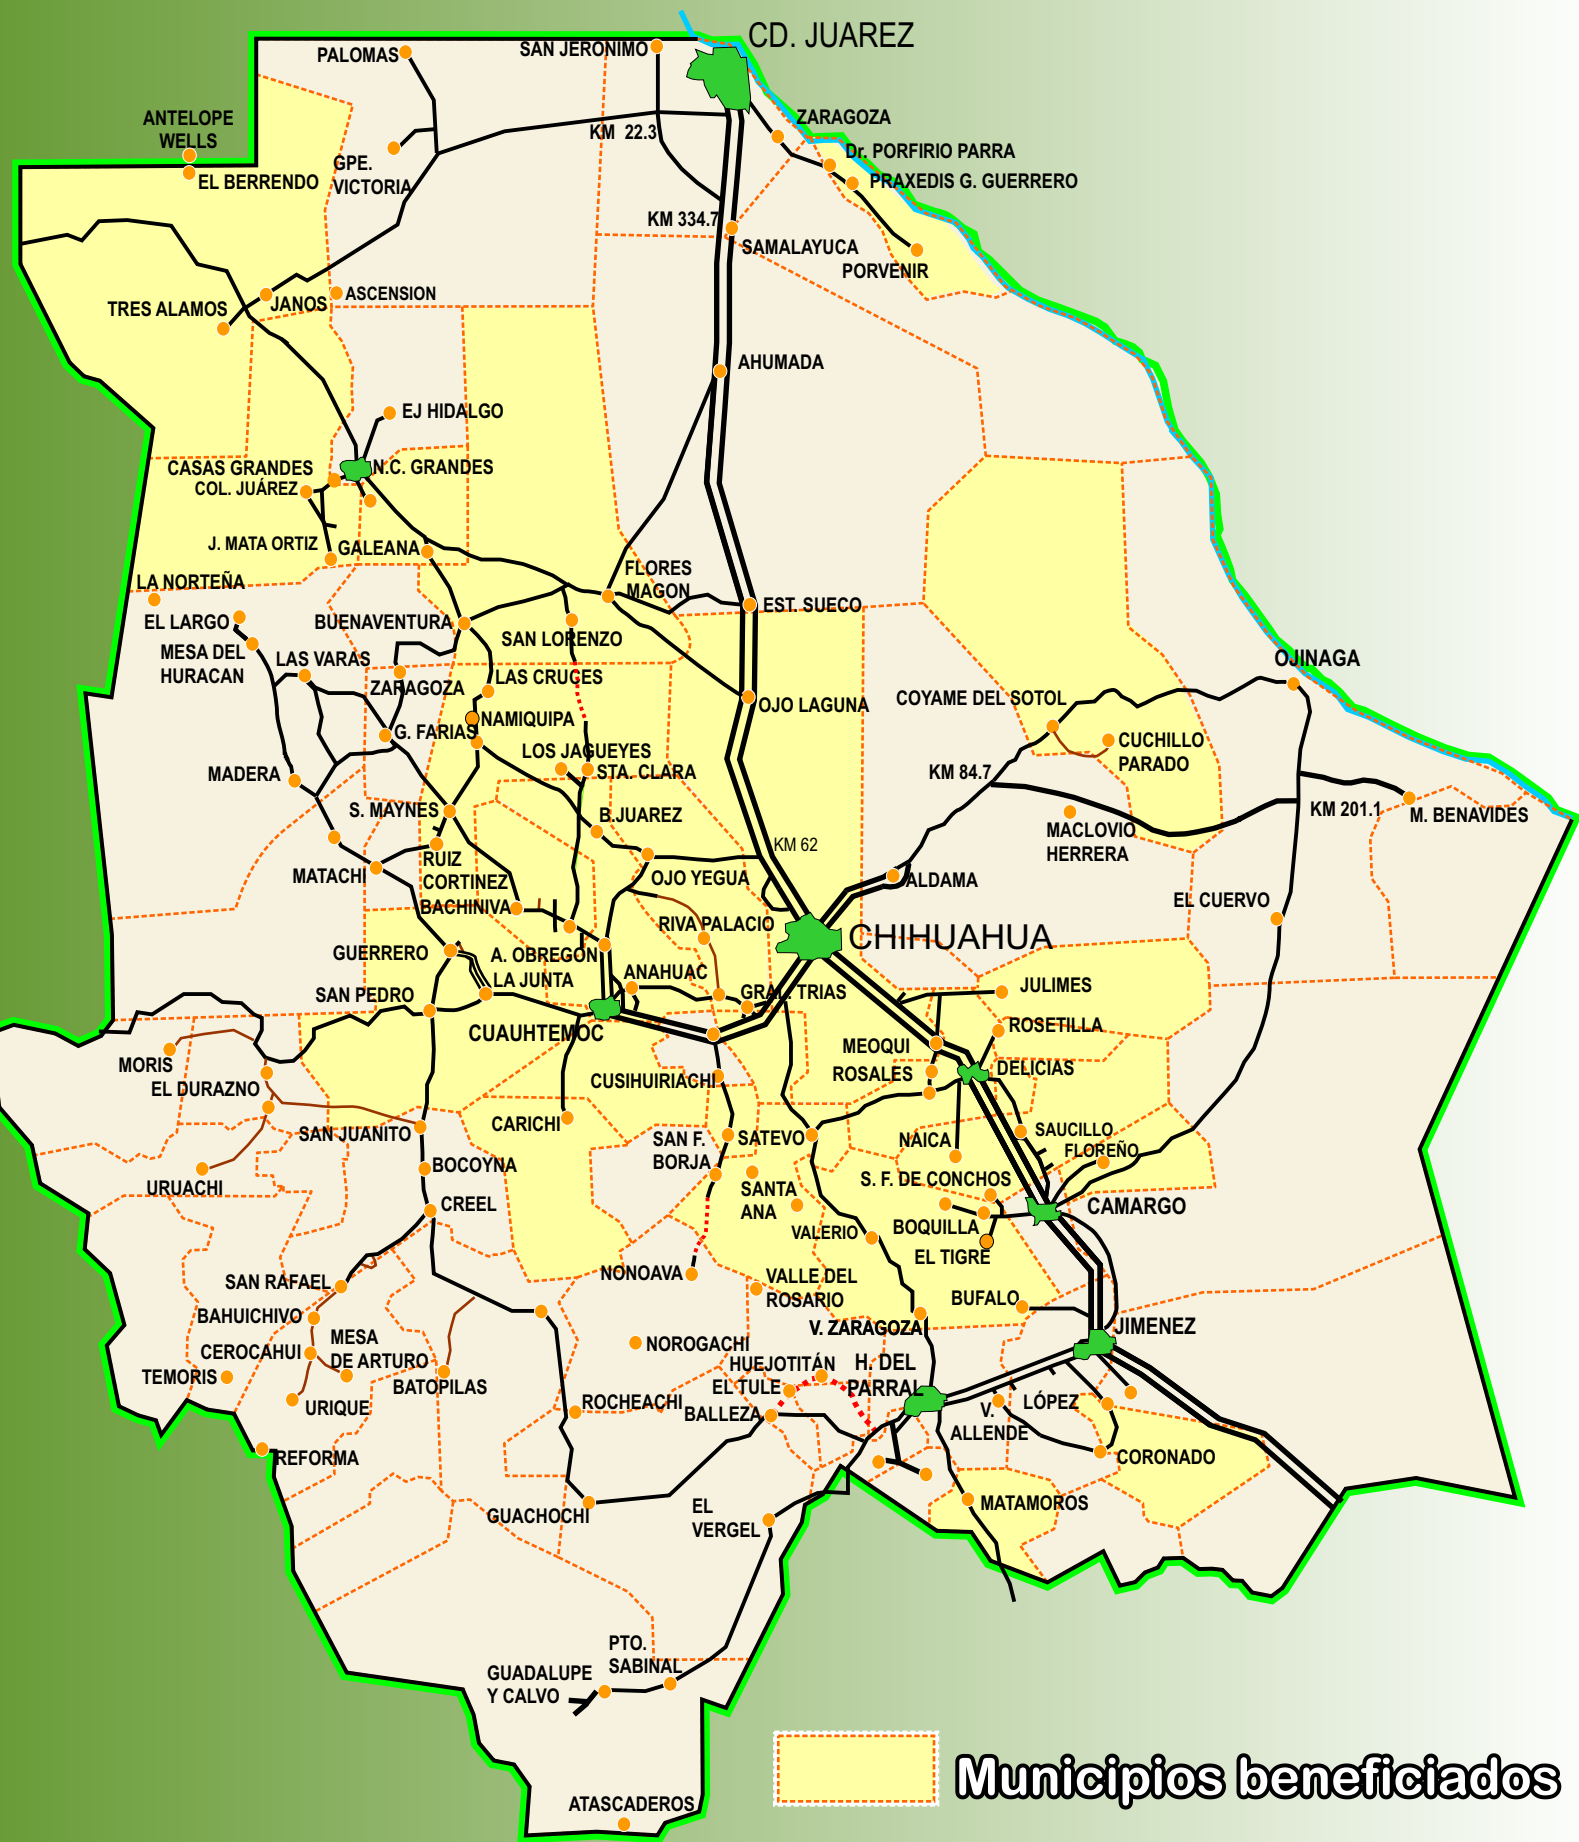 CD. JUAREZ
PALOMAS
SAN JERONIMO
ANTELOPE
WELLS
EL BERRENDO
GPE.
VICTORIA
KM 22.3
ZARAGOZA
Dr. PORFIRIO PARRA
PRAXEDIS G. GUERRERO
KM 334.7
SAMALAYUCA
PORVENIR
TRES ALAMOS
JANOS
ASCENSION
AHUMADA
EJ HIDALGO
CASAS GRANDES
N.C. GRANDES
COL. JUÁREZ
J. MATA ORTIZ
GALEANA
LA NORTEÑA
FLORES
MAGON
EST. SUECO
EL LARGO
BUENAVENTURA
SAN LORENZO
MESA DEL
HURACAN
LAS VARAS
ZARAGOZA
LAS CRUCES
OJO LAGUNA
OJINAGA
COYAME DEL SOTOL
NAMIQUIPA
G. FARIAS
LOS JAGUEYES
STA. CLARA
CUCHILLO
PARADO
MADERA
KM 84.7
S. MAYNES
B.JUAREZ
KM 62
KM 201.1
M. BENAVIDES
MACLOVIO
HERRERA
RUIZ
CORTINEZ
MATACHI
OJO YEGUA
ALDAMA
BACHINIVA
EL CUERVO
RIVA PALACIO
CHIHUAHUA
GUERRERO
A. OBREGON
LA JUNTA
ANAHUAC
GRAL. TRIAS
JULIMES
SAN PEDRO
CUAUHTEMOC
ROSETILLA
MEOQUI
MORIS
EL DURAZNO
CUSIHUIRIACHI
ROSALES
DELICIAS
CARICHI
SAN JUANITO
SAN F.
BORJA
SATEVO
NAICA
SAUCILLO
FLOREÑO
BOCOYNA
URUACHI
SANTA
ANA
S. F. DE CONCHOS
CREEL
VALERIO
BOQUILLA
CAMARGO
EL TIGRE
SAN RAFAEL
NONOAVA
VALLE DEL
ROSARIO
BUFALO
BAHUICHIVO
V. ZARAGOZA
JIMENEZ
MESA
DE ARTURO
CEROCAHUI
NOROGACHI
HUEJOTITÁN
H. DEL
PARRAL
TEMORIS
BATOPILAS
EL TULE
URIQUE
ROCHEACHI
BALLEZA
V.
ALLENDE
LÓPEZ
REFORMA
CORONADO
GUACHOCHI
EL
VERGEL
MATAMOROS
PTO.
SABINAL
GUADALUPE
Y CALVO
ATASCADEROS
Municipios beneficiados